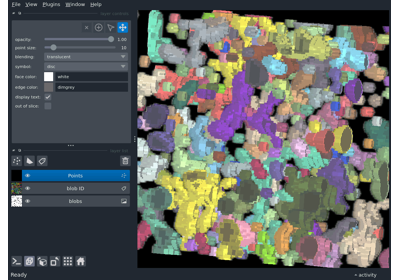 File View Plugins Window Help
opacity: 1.00
point size: 10
blending: translucent
symbol: disc
face color: white
edge color: dimgrey
display text:
out of slice:
Points
blob ID
blobs
Ready
activity